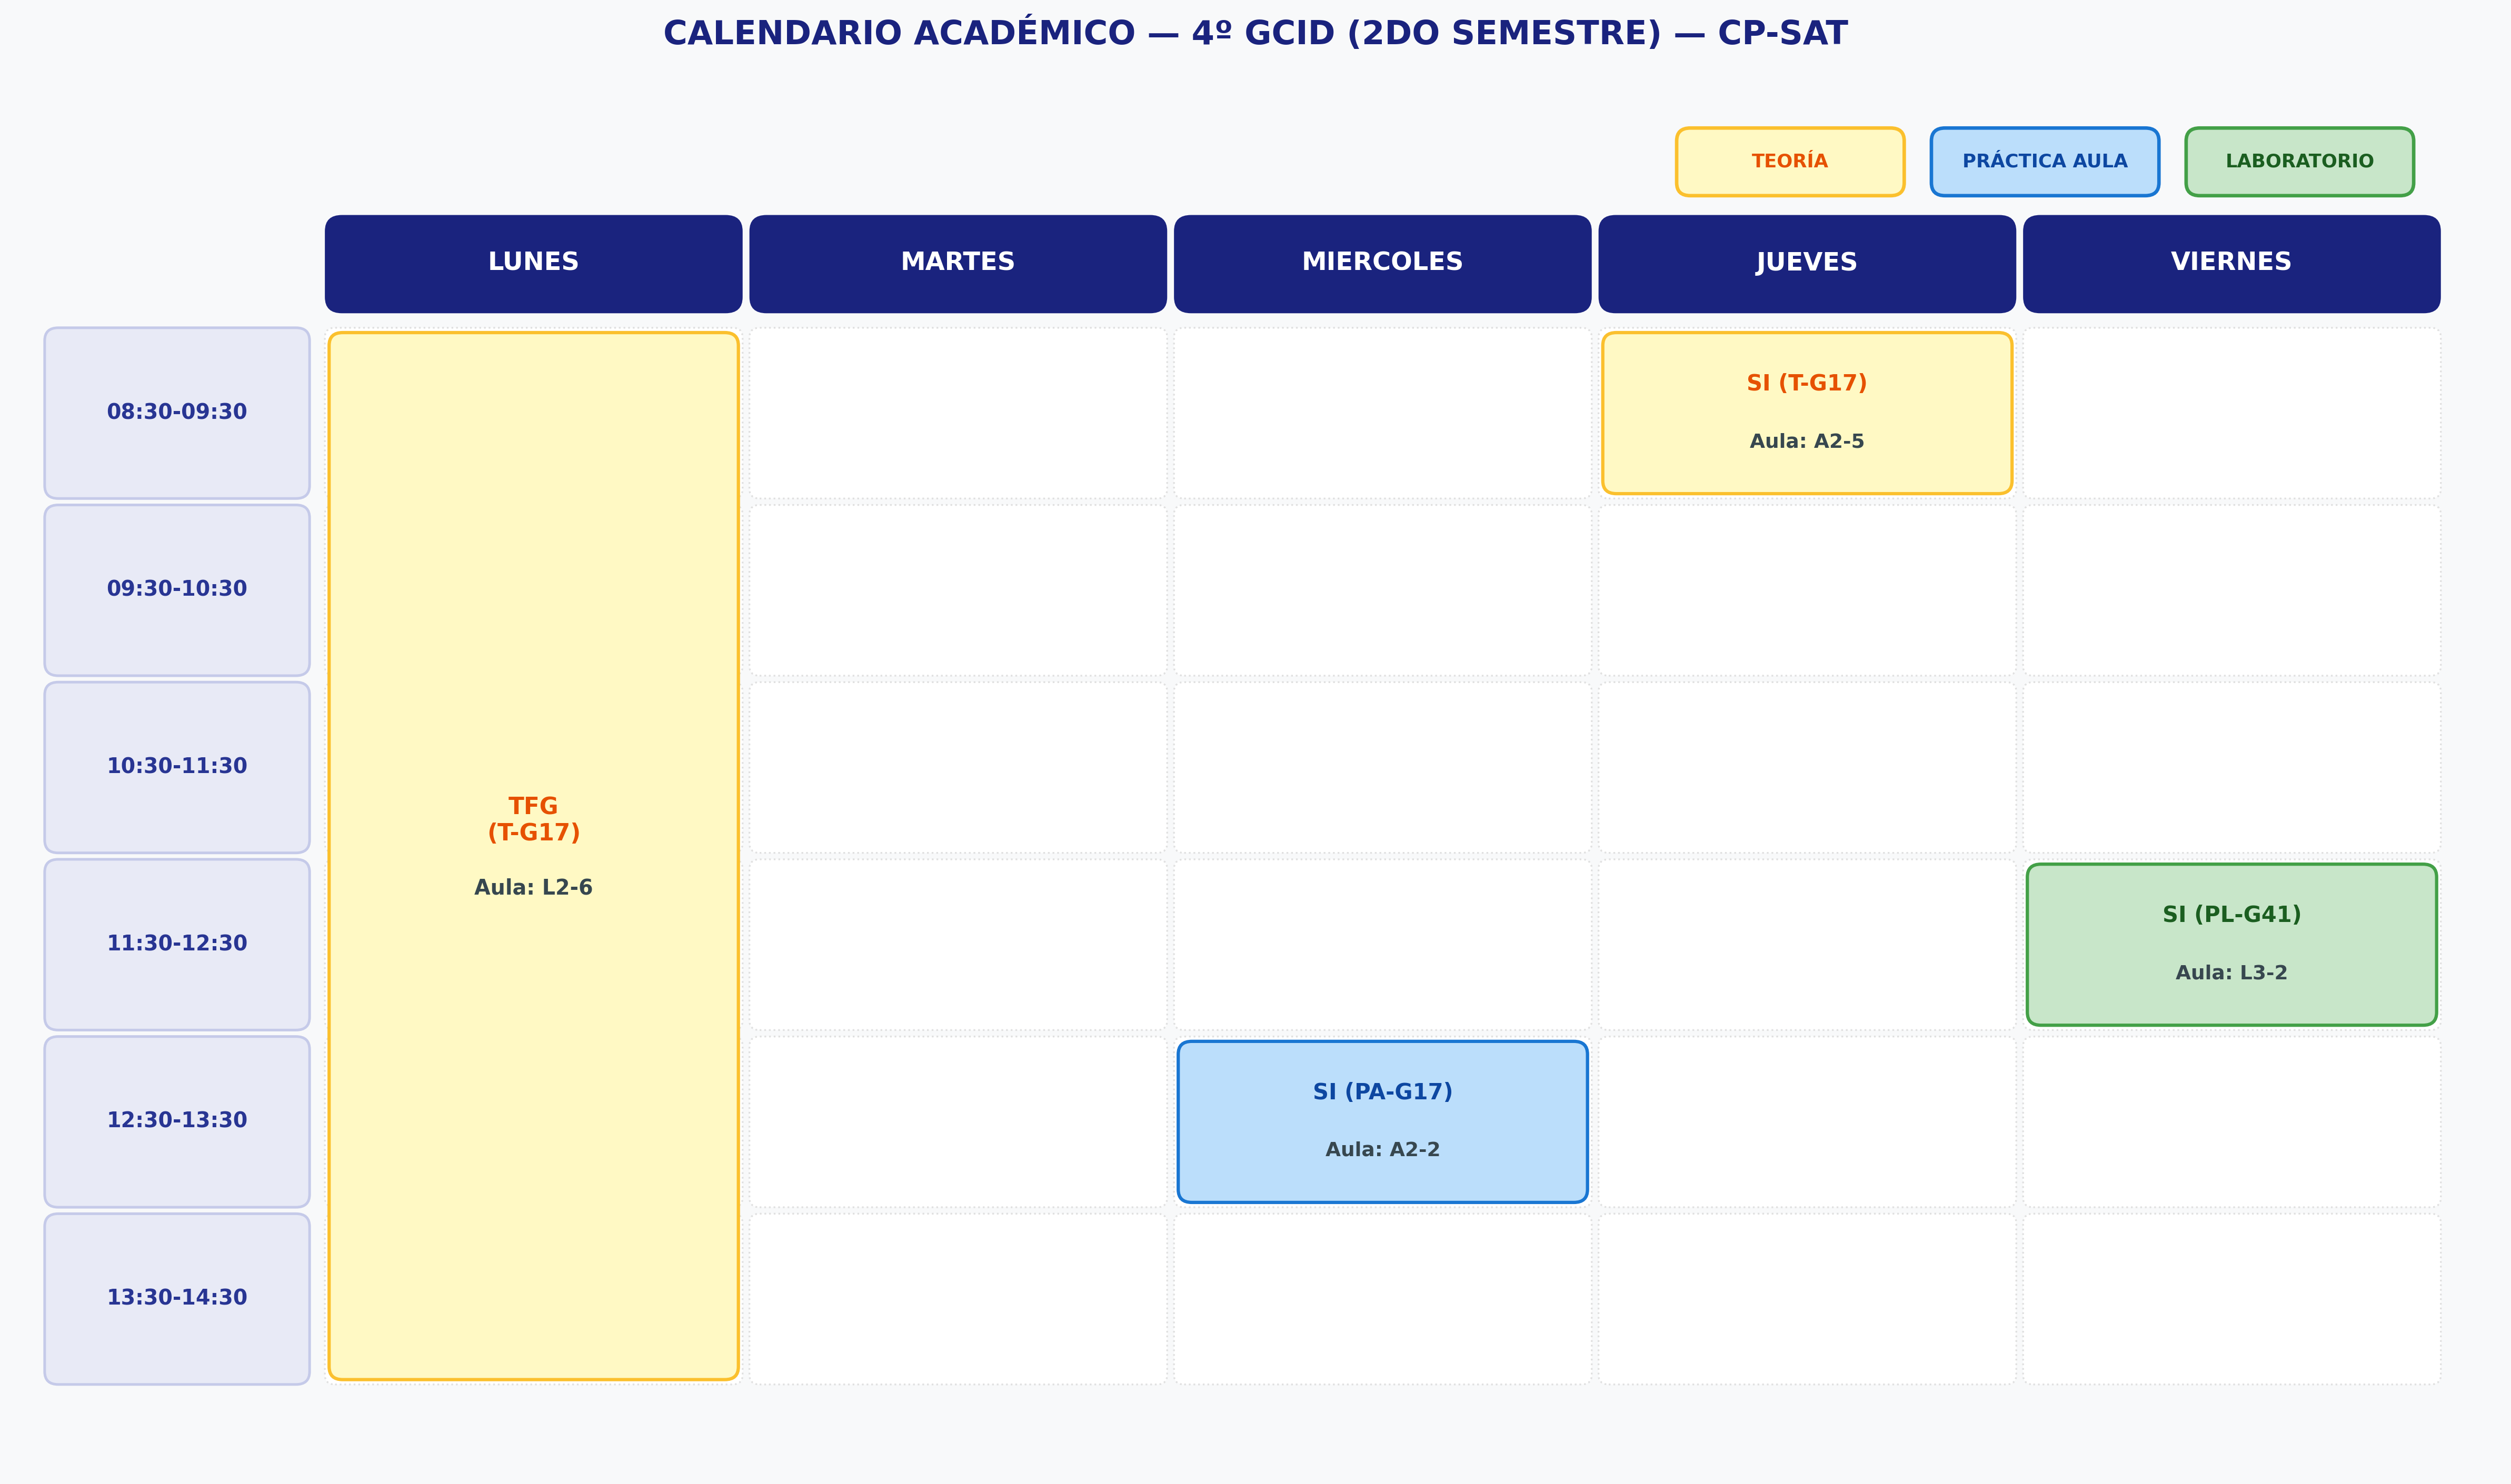 CALENDARIO ACADÉMICO — 4º GCID (2DO SEMESTRE) — CP-SAT
TEORÍA
PRÁCTICA AULA
LABORATORIO
LUNES
MARTES
MIERCOLES
JUEVES
VIERNES
08:30-09:30
SI (T-G17)
Aula: A2-5
09:30-10:30
10:30-11:30
TFG
(T-G17)
Aula: L2-6
11:30-12:30
SI (PL-G41)
Aula: L3-2
12:30-13:30
SI (PA-G17)
Aula: A2-2
13:30-14:30